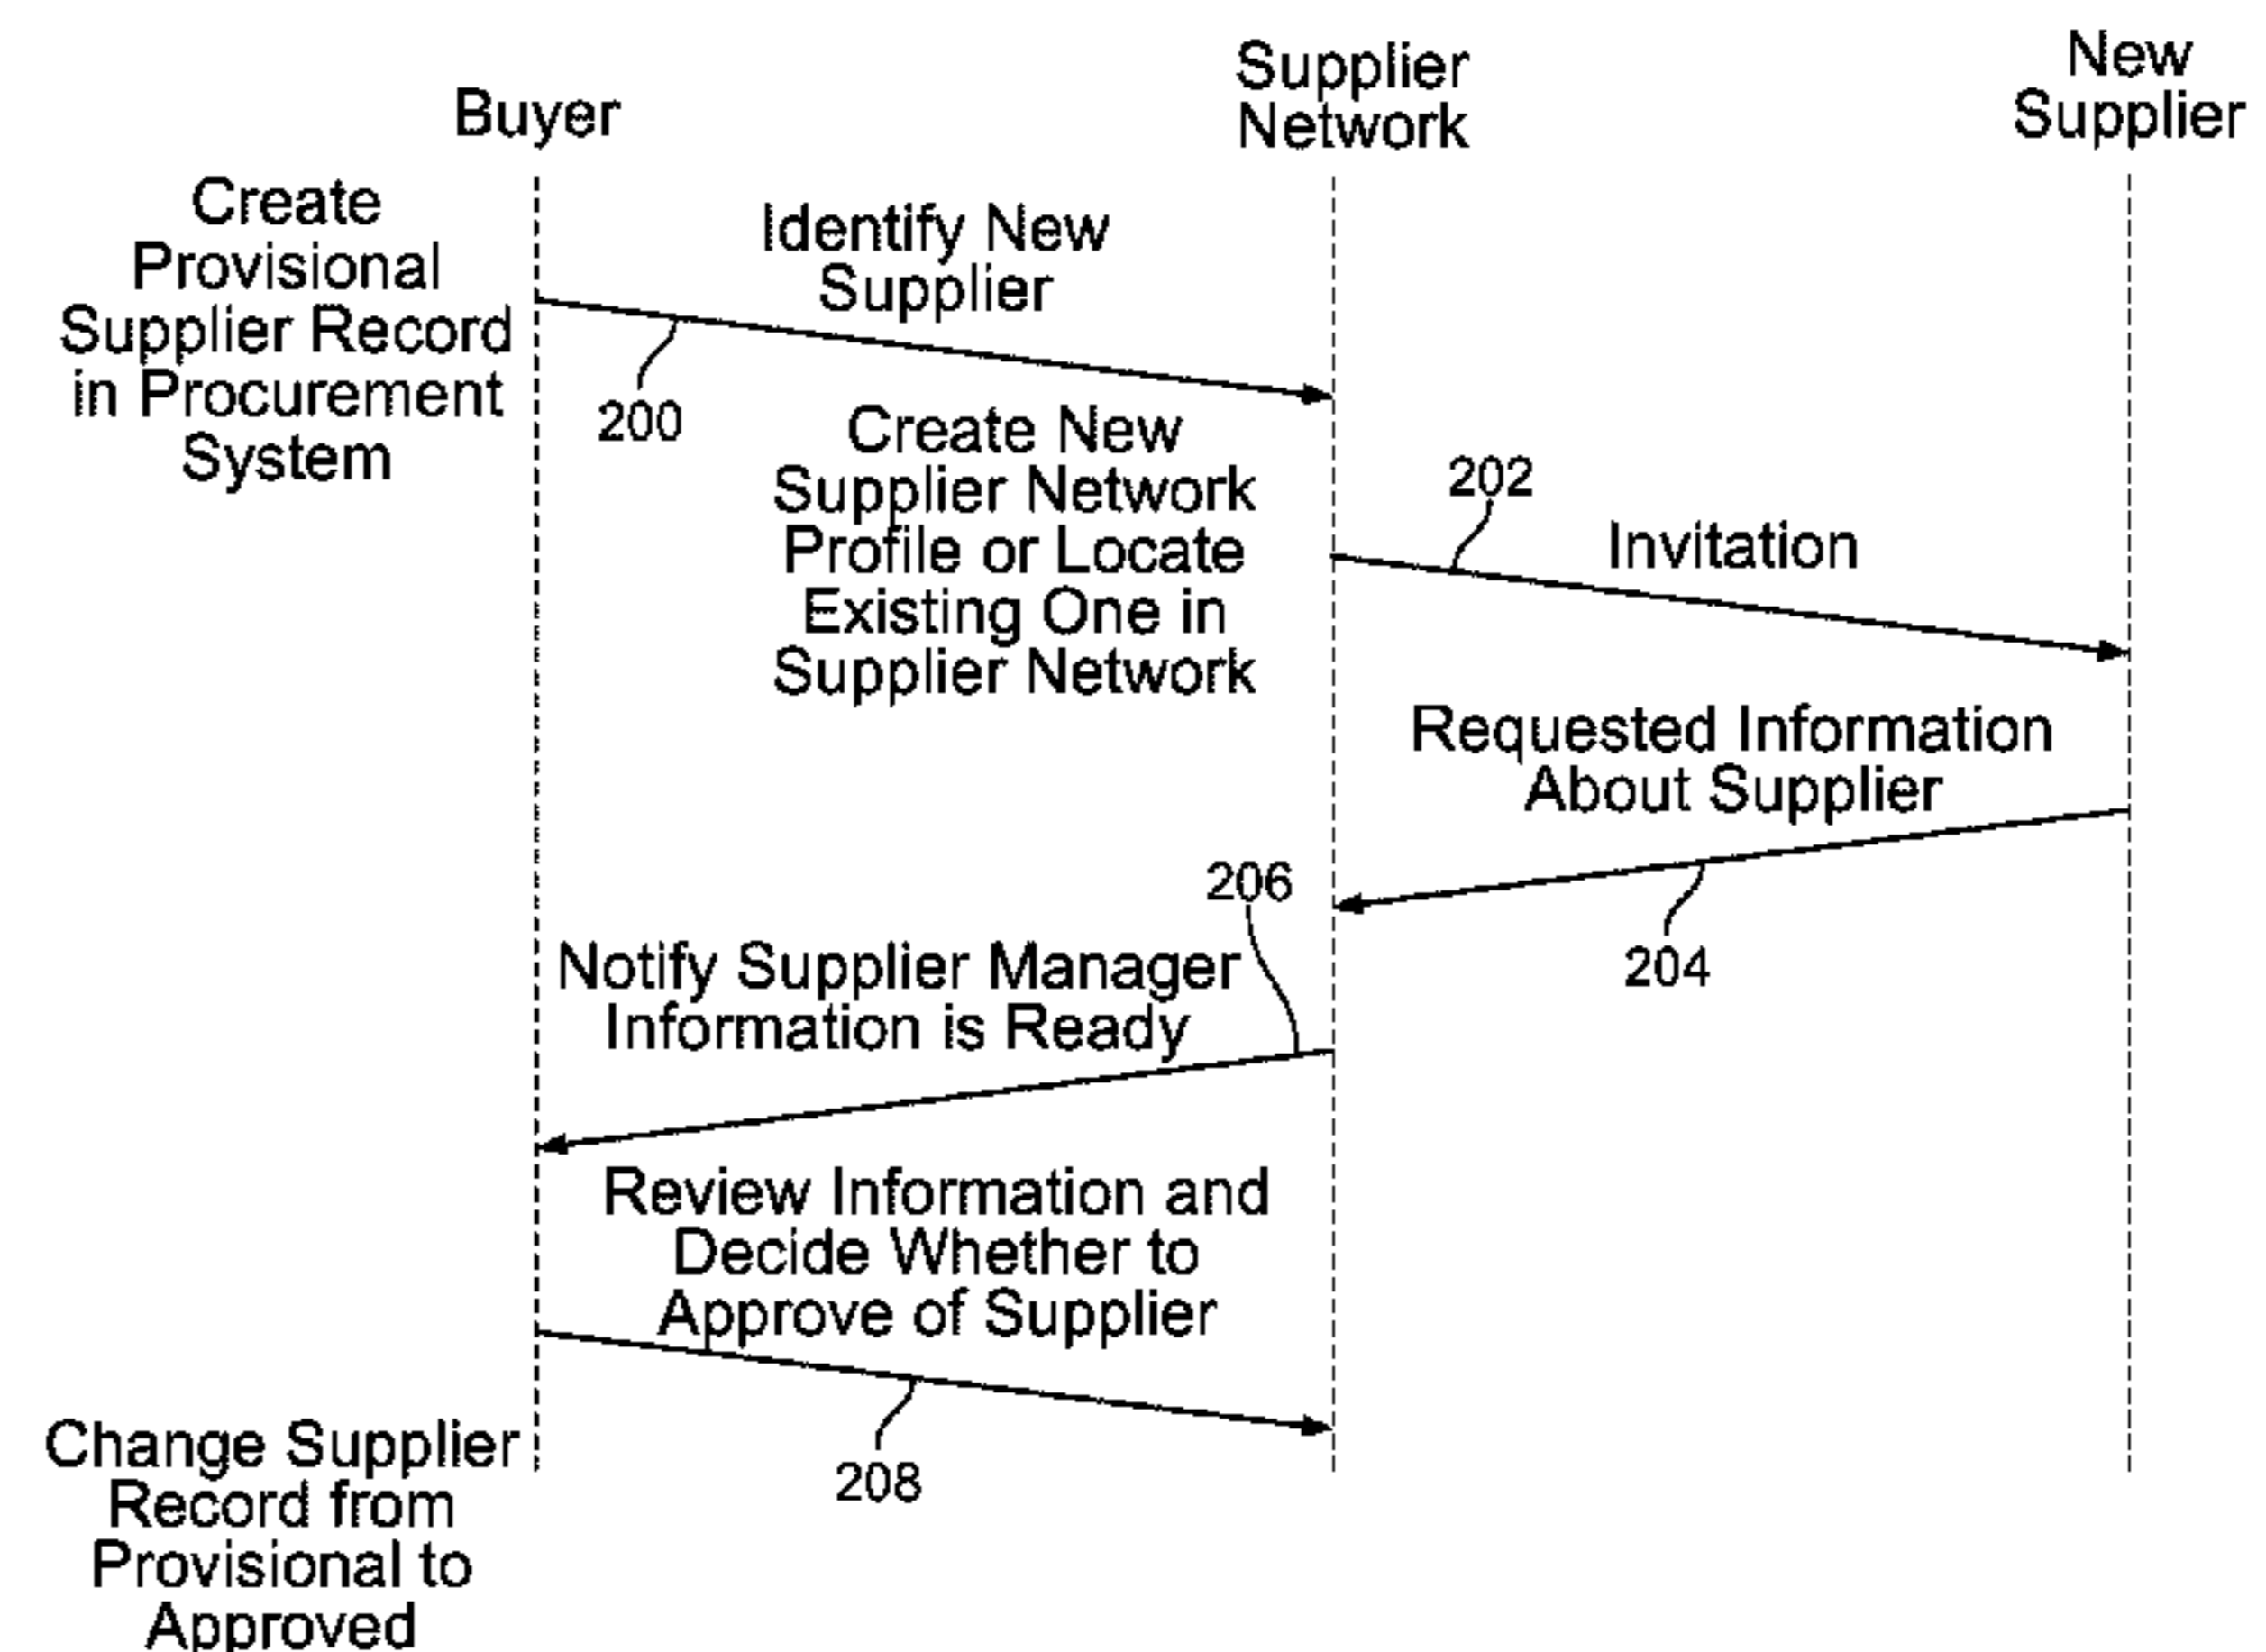 Buyer
Supplier
Network
New
Supplier
Create
Provisional
Supplier Record
in Procurement
System
Identify New
Supplier
200
Create New
Supplier Network
Profile or Locate
Existing One in
Supplier Network
202
Invitation
Requested Information
About Supplier
204
206
Notify Supplier Manager
Information is Ready
Review Information and
Decide Whether to
Approve of Supplier
208
Change Supplier
Record from
Provisional to
Approved